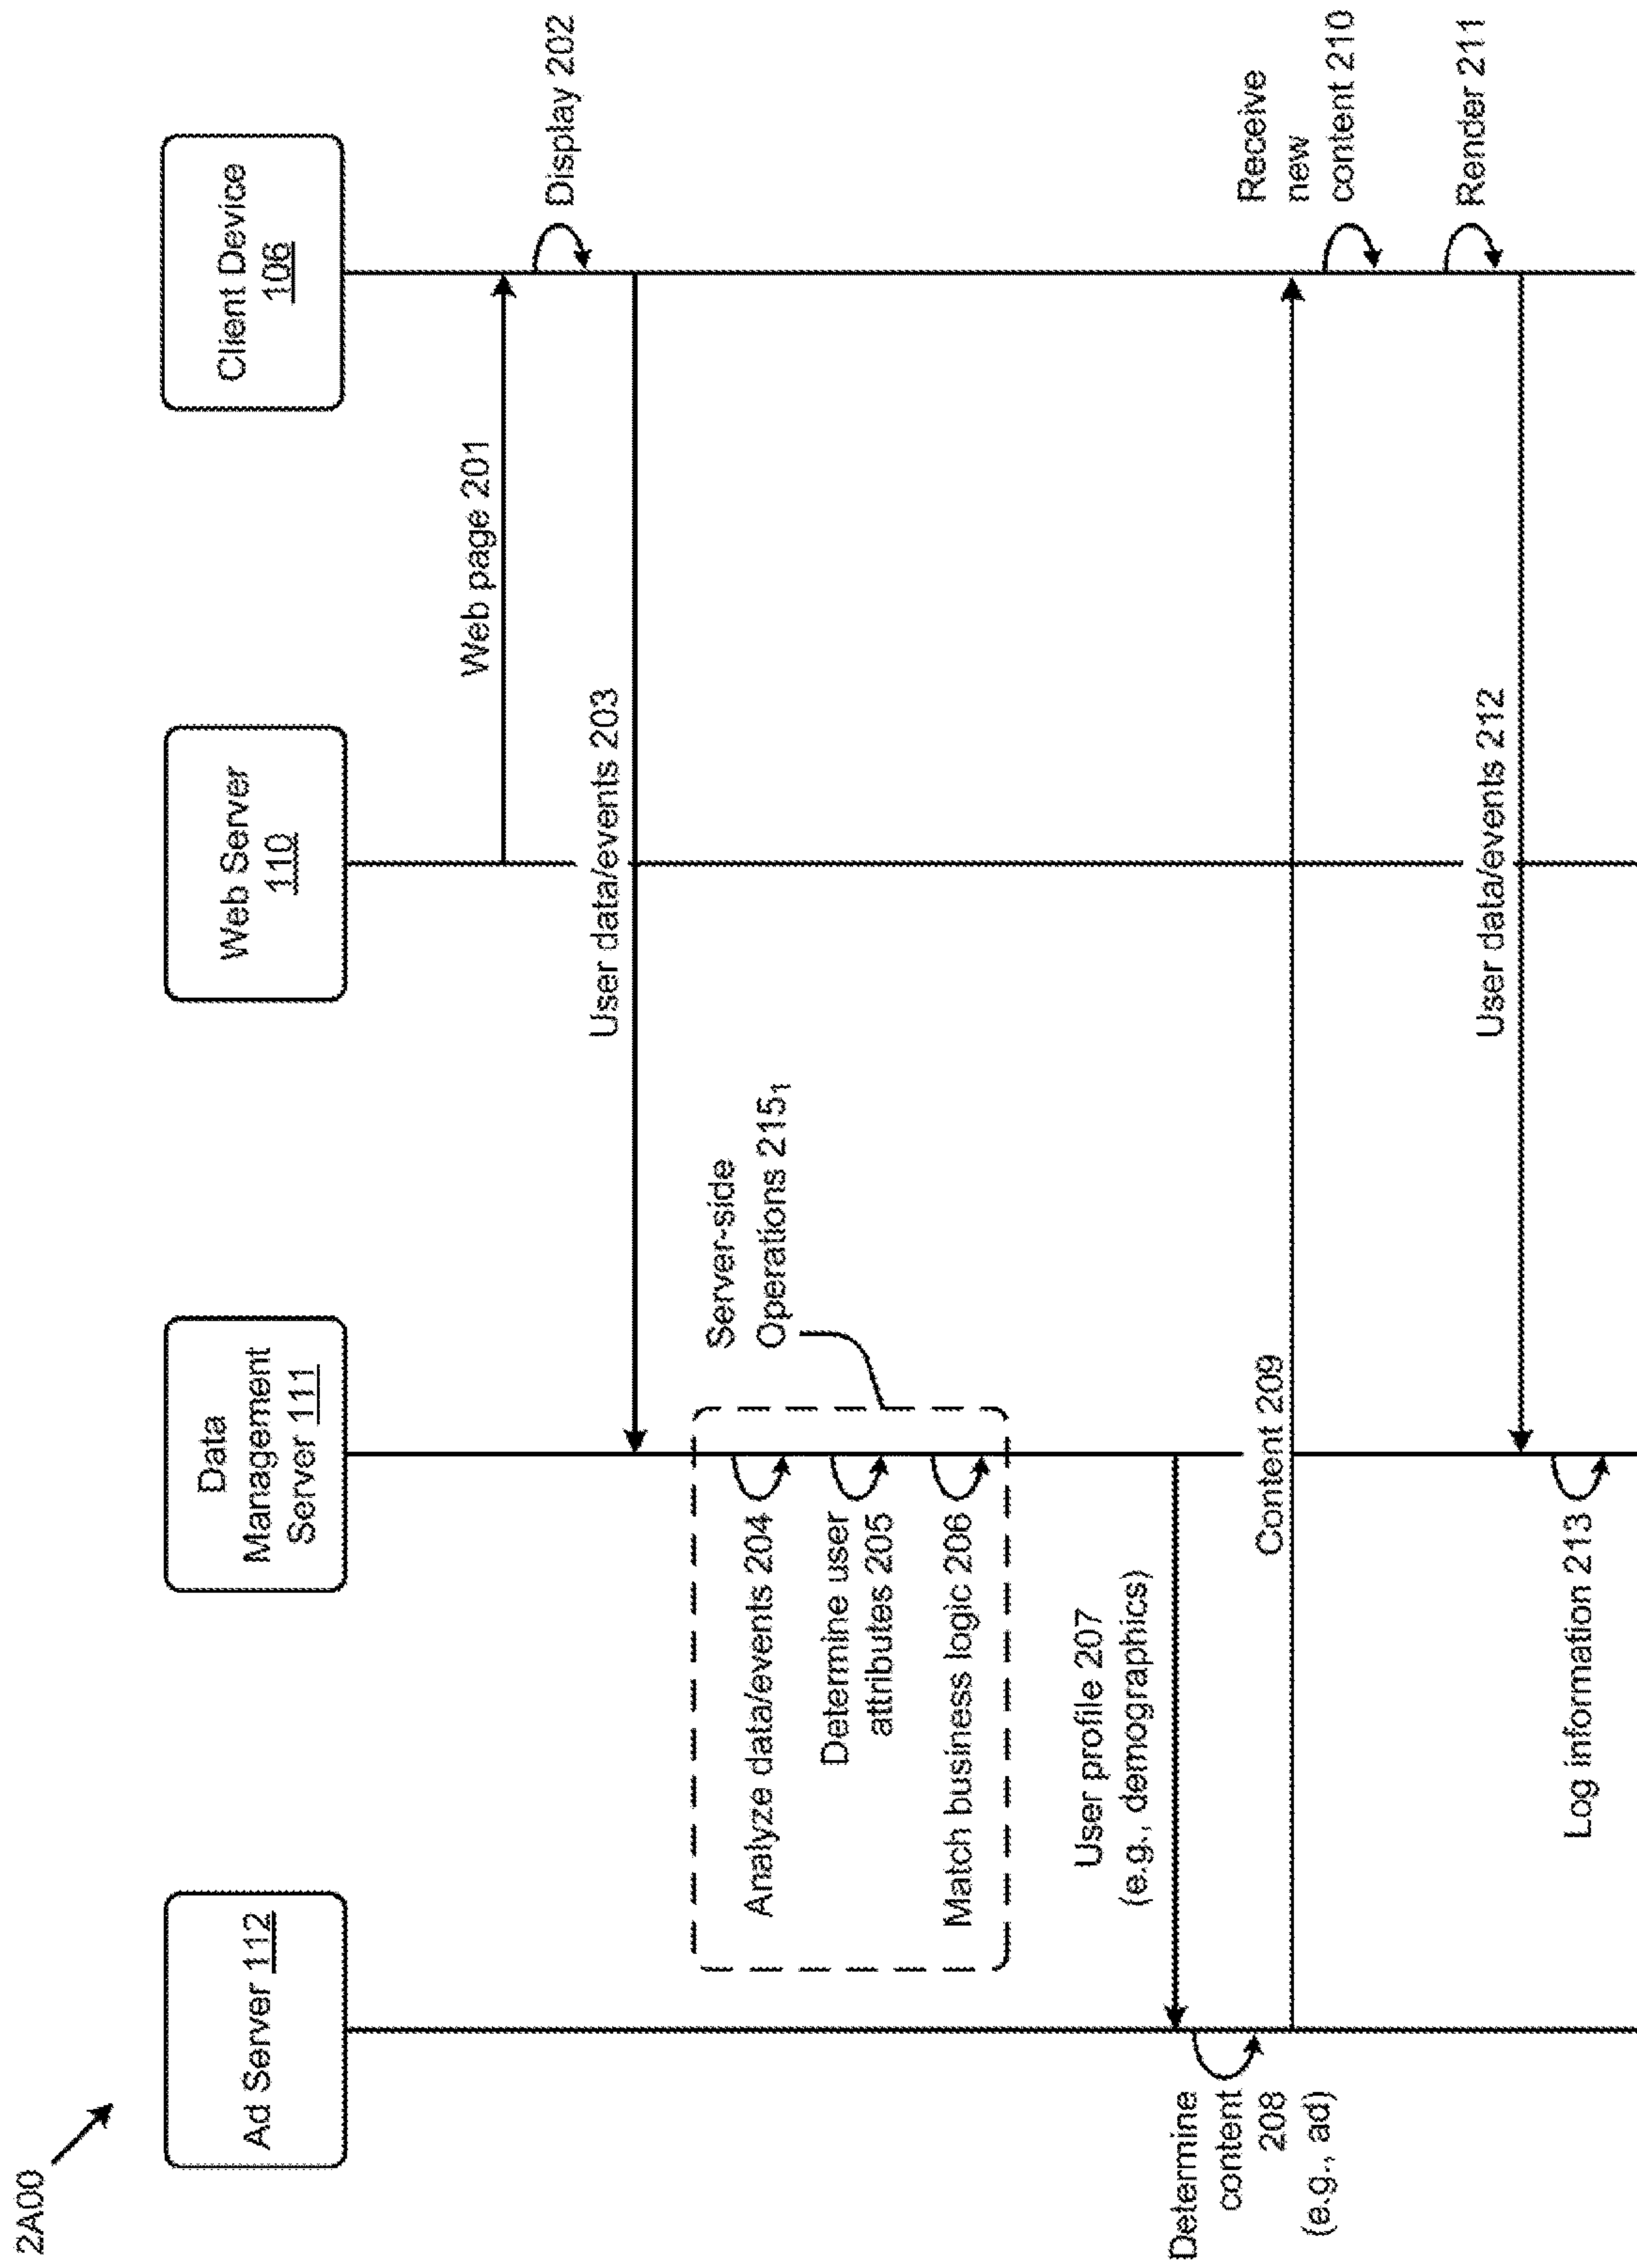 2A00
Ad Server 112
Data
Management
Server 111
Web Server
110
Client Device
106
Web page 201
Display 202
User data/events 203
Server-side
Operations 215₁
Analyze data/events 204
Determine user
attributes 205
Match business logic 206
User profile 207
(e.g., demographics)
Determine
content
208
(e.g., ad)
Content 209
Receive
new
content 210
Render 211
User data/events 212
Log information 213